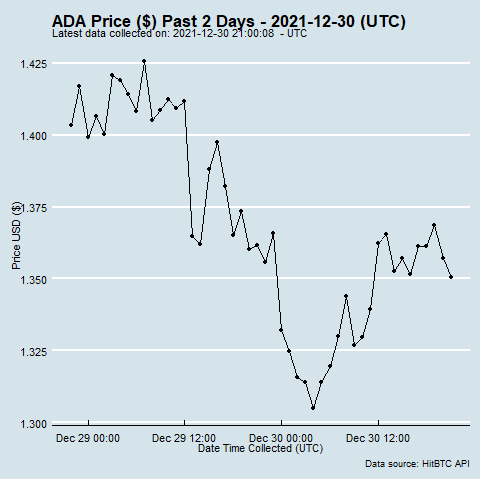 ADA Price ($) Past 2 Days - 2021-12-30 (UTC)
Latest data collected on: 2021-12-30 21:00:08  - UTC
1.425
1.400
1.375
1.350
1.325
1.300
Price USD ($)
Dec 29 00:00
Dec 29 12:00
Dec 30 00:00
Dec 30 12:00
Date Time Collected (UTC)
Data source: HitBTC API